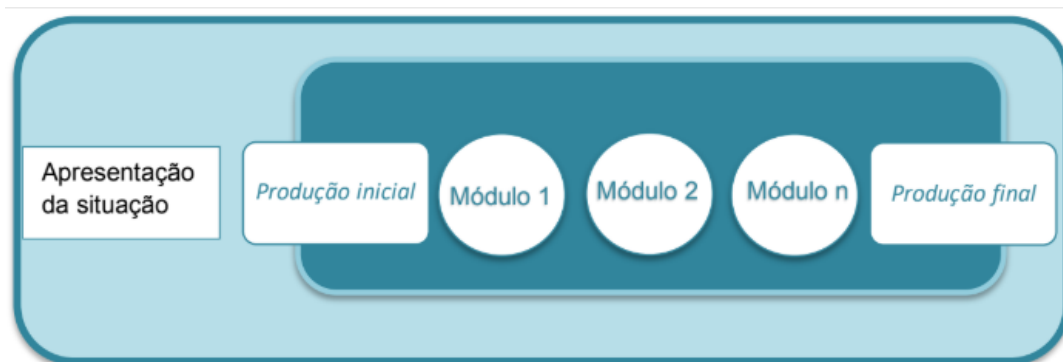 Apresentação
da situação
Produção inicial
Módulo 1
Módulo 2
Módulo n
Produção final